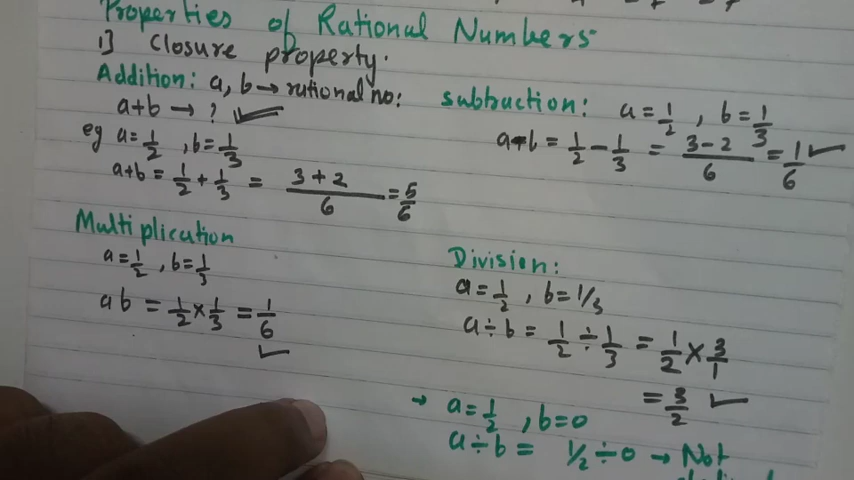 Properties of Rational Numbers
1] Closure property.
Addition: a, b → rational no:
a+b → ? ✓
eg a=1/2 , b=1/3
a+b = 1/2 + 1/3 = 3+2/6 = 5/6
subtraction: a=1/2 , b=1/3
a-b = 1/2 - 1/3 = 3-2/6 = 1/6 ✓
Multiplication
a=1/2 , b=1/3
ab = 1/2 × 1/3 = 1/6
✓
Division:
a=1/2 , b=1/3
a÷b = 1/2 ÷ 1/3 = 1/2 × 3/1
= 3/2 ✓
→ a=1/2 , b=0
a÷b = 1/2 ÷ 0 → Not